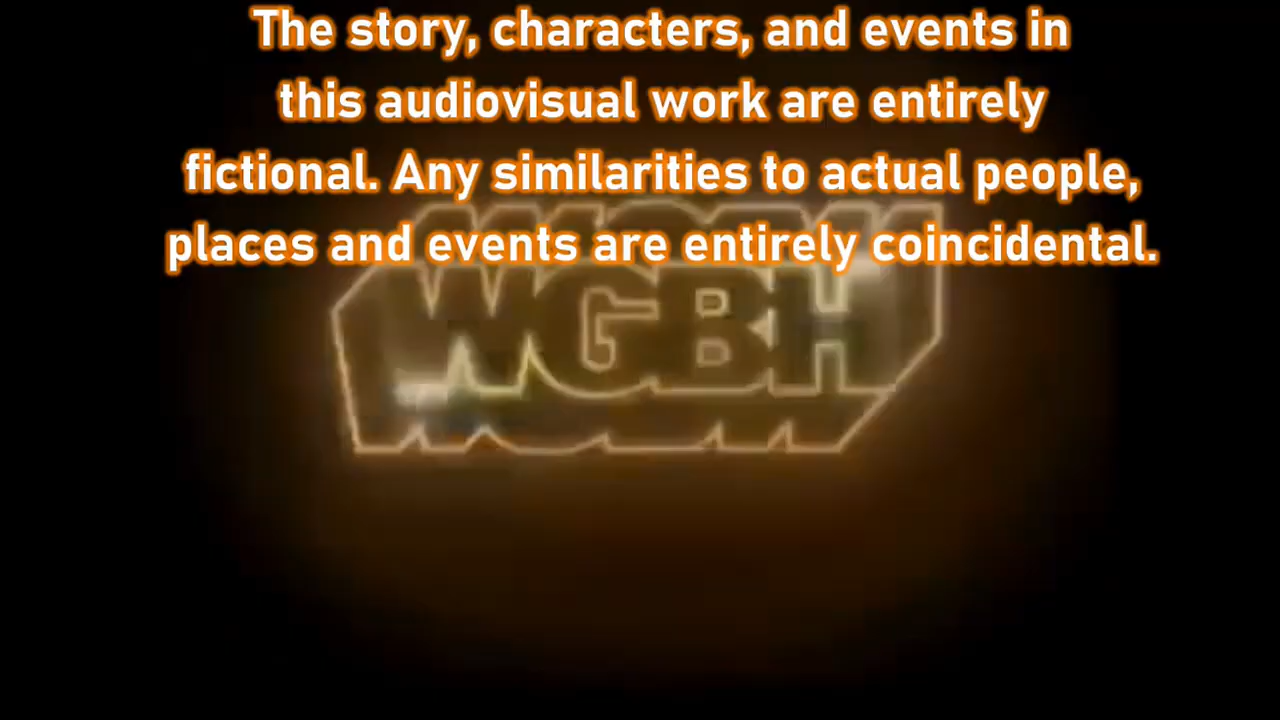 The story, characters, and events in
this audiovisual work are entirely
fictional. Any similarities to actual people,
places and events are entirely coincidental.
WGBH